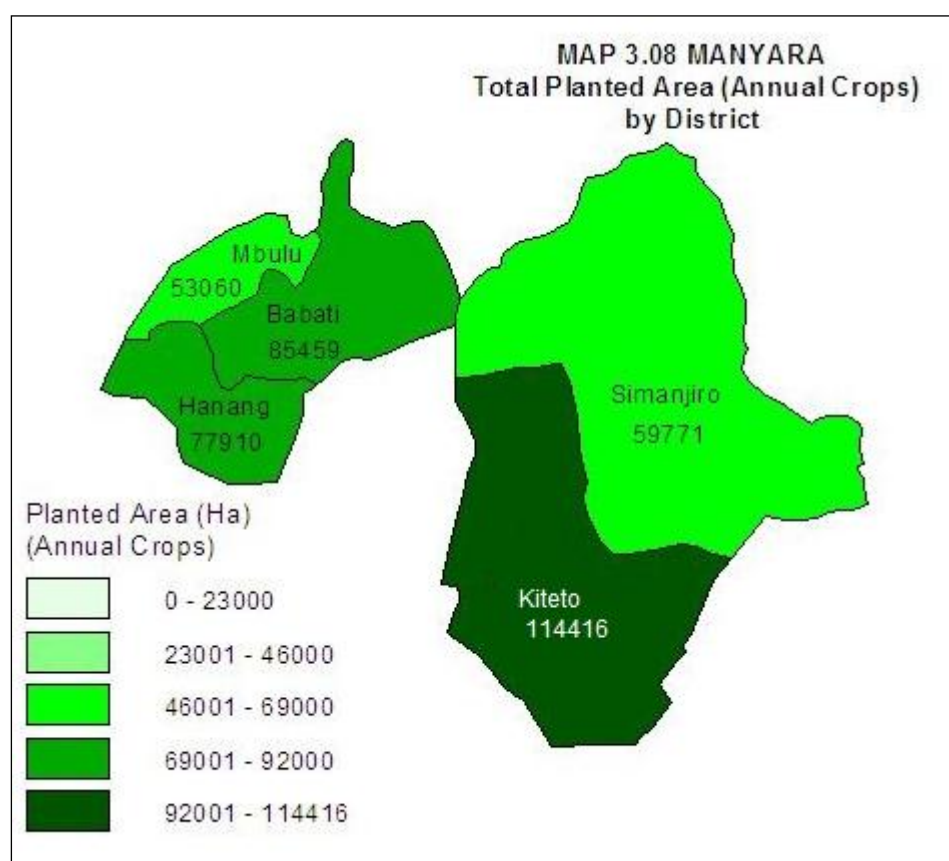 MAP 3.08 MANYARA
Total Planted Area (Annual Crops)
by District
Mbulu
53060
Babati
85459
Hanang
77910
Simanjiro
59771
Kiteto
114416
Planted Area (Ha)
(Annual Crops)
0 - 23000
23001 - 46000
46001 - 69000
69001 - 92000
92001 - 114416